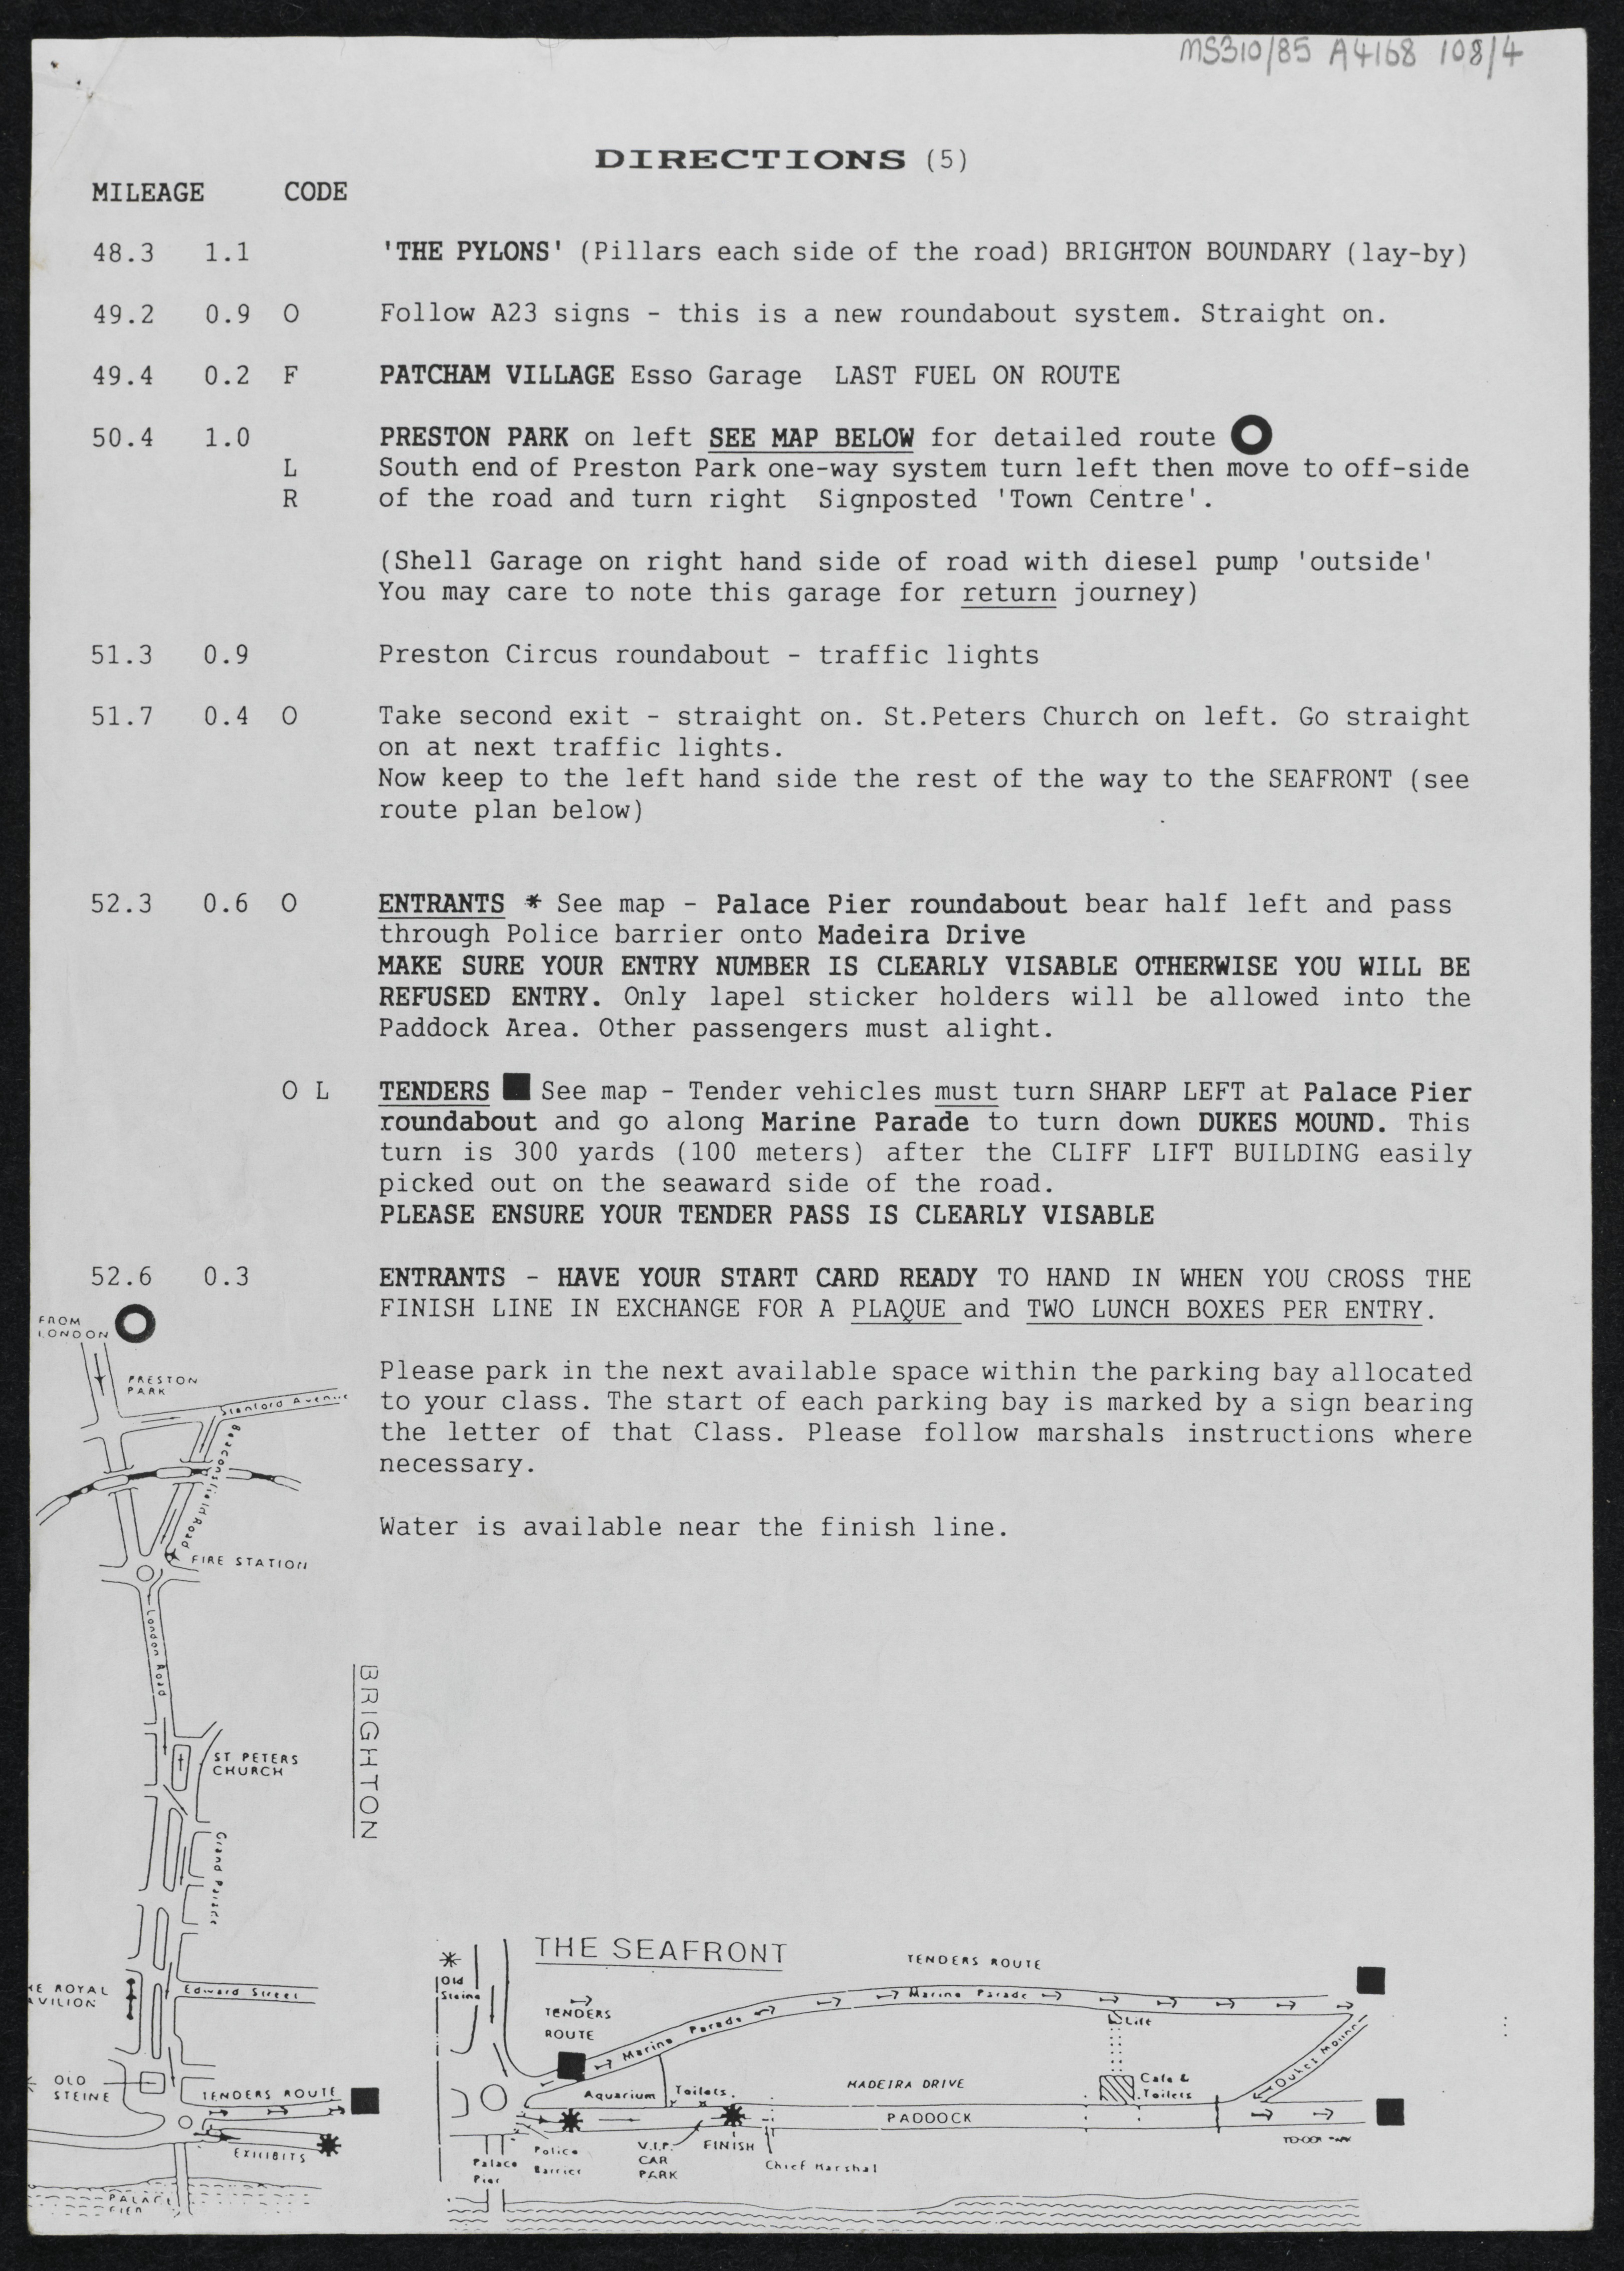 MS310/85 A4168 108/4
DIRECTIONS (5)
MILEAGE CODE
48.3 1.1 'THE PYLONS' (Pillars each side of the road) BRIGHTON BOUNDARY (lay-by)
49.2 0.9 O Follow A23 signs - this is a new roundabout system. Straight on.
49.4 0.2 F PATCHAM VILLAGE Esso Garage LAST FUEL ON ROUTE
50.4 1.0 PRESTON PARK on left SEE MAP BELOW for detailed route
L South end of Preston Park one-way system turn left then move to off-side
R of the road and turn right Signposted 'Town Centre'.
(Shell Garage on right hand side of road with diesel pump 'outside'
You may care to note this garage for return journey)
51.3 0.9 Preston Circus roundabout - traffic lights
51.7 0.4 O Take second exit - straight on. St.Peters Church on left. Go straight
on at next traffic lights.
Now keep to the left hand side the rest of the way to the SEAFRONT (see
route plan below)
52.3 0.6 O ENTRANTS * See map - Palace Pier roundabout bear half left and pass
through Police barrier onto Madeira Drive
MAKE SURE YOUR ENTRY NUMBER IS CLEARLY VISABLE OTHERWISE YOU WILL BE
REFUSED ENTRY. Only lapel sticker holders will be allowed into the
Paddock Area. Other passengers must alight.
O L TENDERS ■ See map - Tender vehicles must turn SHARP LEFT at Palace Pier
roundabout and go along Marine Parade to turn down DUKES MOUND. This
turn is 300 yards (100 meters) after the CLIFF LIFT BUILDING easily
picked out on the seaward side of the road.
PLEASE ENSURE YOUR TENDER PASS IS CLEARLY VISABLE
52.6 0.3 ENTRANTS - HAVE YOUR START CARD READY TO HAND IN WHEN YOU CROSS THE
FINISH LINE IN EXCHANGE FOR A PLAQUE and TWO LUNCH BOXES PER ENTRY.
Please park in the next available space within the parking bay allocated
to your class. The start of each parking bay is marked by a sign bearing
the letter of that Class. Please follow marshals instructions where
necessary.
Water is available near the finish line.
FROM
LONDON
PRESTON
PARK
Stanford Avenue
Beaconsfield Road
FIRE STATION
London Road
BRIGHTON
ST PETERS
CHURCH
Grand Parade
HE ROYAL
AVILION
Edward Street
OLD
STEINE
TENDERS ROUTE
EXHIBITS
PALACE
PIER
THE SEAFRONT
*
Old
Steine
TENDERS
ROUTE
TENDERS ROUTE
Marine Parade
Marine Parade
Lift
Dukes Mound
Aquarium
Toilets
MADEIRA DRIVE
Cafe &
Toilets
PADDOCK
Palace
Pier
Police
Barrier
V.I.P.
CAR
PARK
FINISH
Chief Marshal